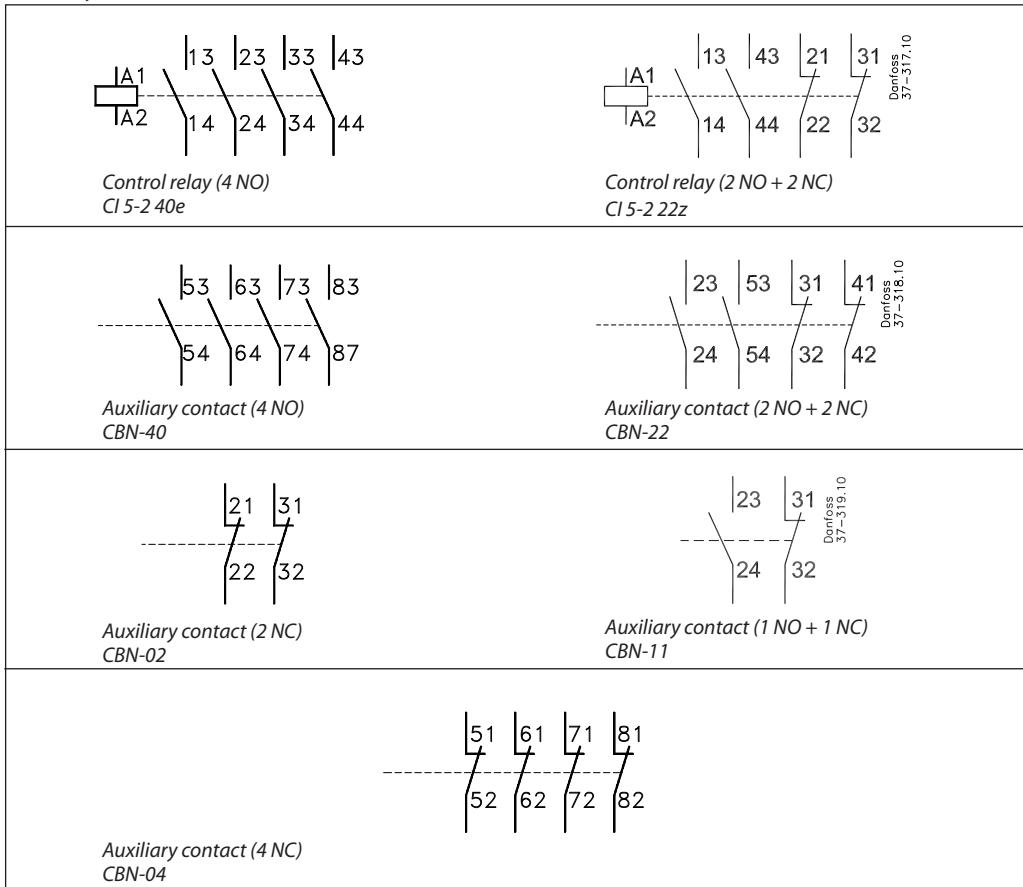 13 23 33 43
A1
A2
14 24 34 44
Control relay (4 NO)
CI 5-2 40e
13 43 21 31
A1
A2
14 44 22 32
Danfoss
37-317.10
Control relay (2 NO + 2 NC)
CI 5-2 22z
53 63 73 83
54 64 74 87
Auxiliary contact (4 NO)
CBN-40
23 53 31 41
24 54 32 42
Danfoss
37-318.10
Auxiliary contact (2 NO + 2 NC)
CBN-22
21 31
22 32
Auxiliary contact (2 NC)
CBN-02
23 31
24 32
Danfoss
37-319.10
Auxiliary contact (1 NO + 1 NC)
CBN-11
51 61 71 81
52 62 72 82
Auxiliary contact (4 NC)
CBN-04